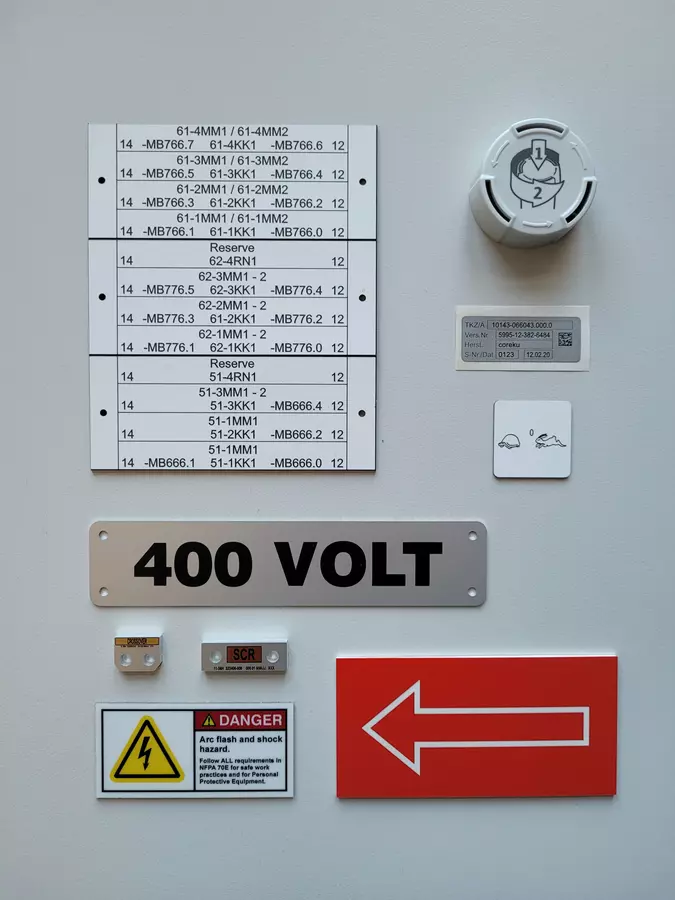 61-4MM1 / 61-4MM2
14 -MB766.7 61-4KK1 -MB766.6 12
61-3MM1 / 61-3MM2
14 -MB766.5 61-3KK1 -MB766.4 12
61-2MM1 / 61-2MM2
14 -MB766.3 61-2KK1 -MB766.2 12
61-1MM1 / 61-1MM2
14 -MB766.1 61-1KK1 -MB766.0 12
Reserve
14 62-4RN1 12
62-3MM1 - 2
14 -MB776.5 62-3KK1 -MB776.4 12
62-2MM1 - 2
14 -MB776.3 61-2KK1 -MB776.2 12
62-1MM1 - 2
14 -MB776.1 62-1KK1 -MB776.0 12
Reserve
14 51-4RN1 12
51-3MM1 - 2
14 51-3KK1 -MB666.4 12
51-1MM1
14 51-2KK1 -MB666.2 12
51-1MM1
14 -MB666.1 51-1KK1 -MB666.0 12
1
2
TKZ/A 10143-066043.000.0
Vers.Nr 5995-12-382-6484
Herst. coreku
S-Nr/Dat 0123 12.02.20
0
400 VOLT
CROSSOVER
SCR
DANGER
Arc flash and shock
hazard.
Follow ALL requirements in
NFPA 70E for safe work
practices and for Personal
Protective Equipment.